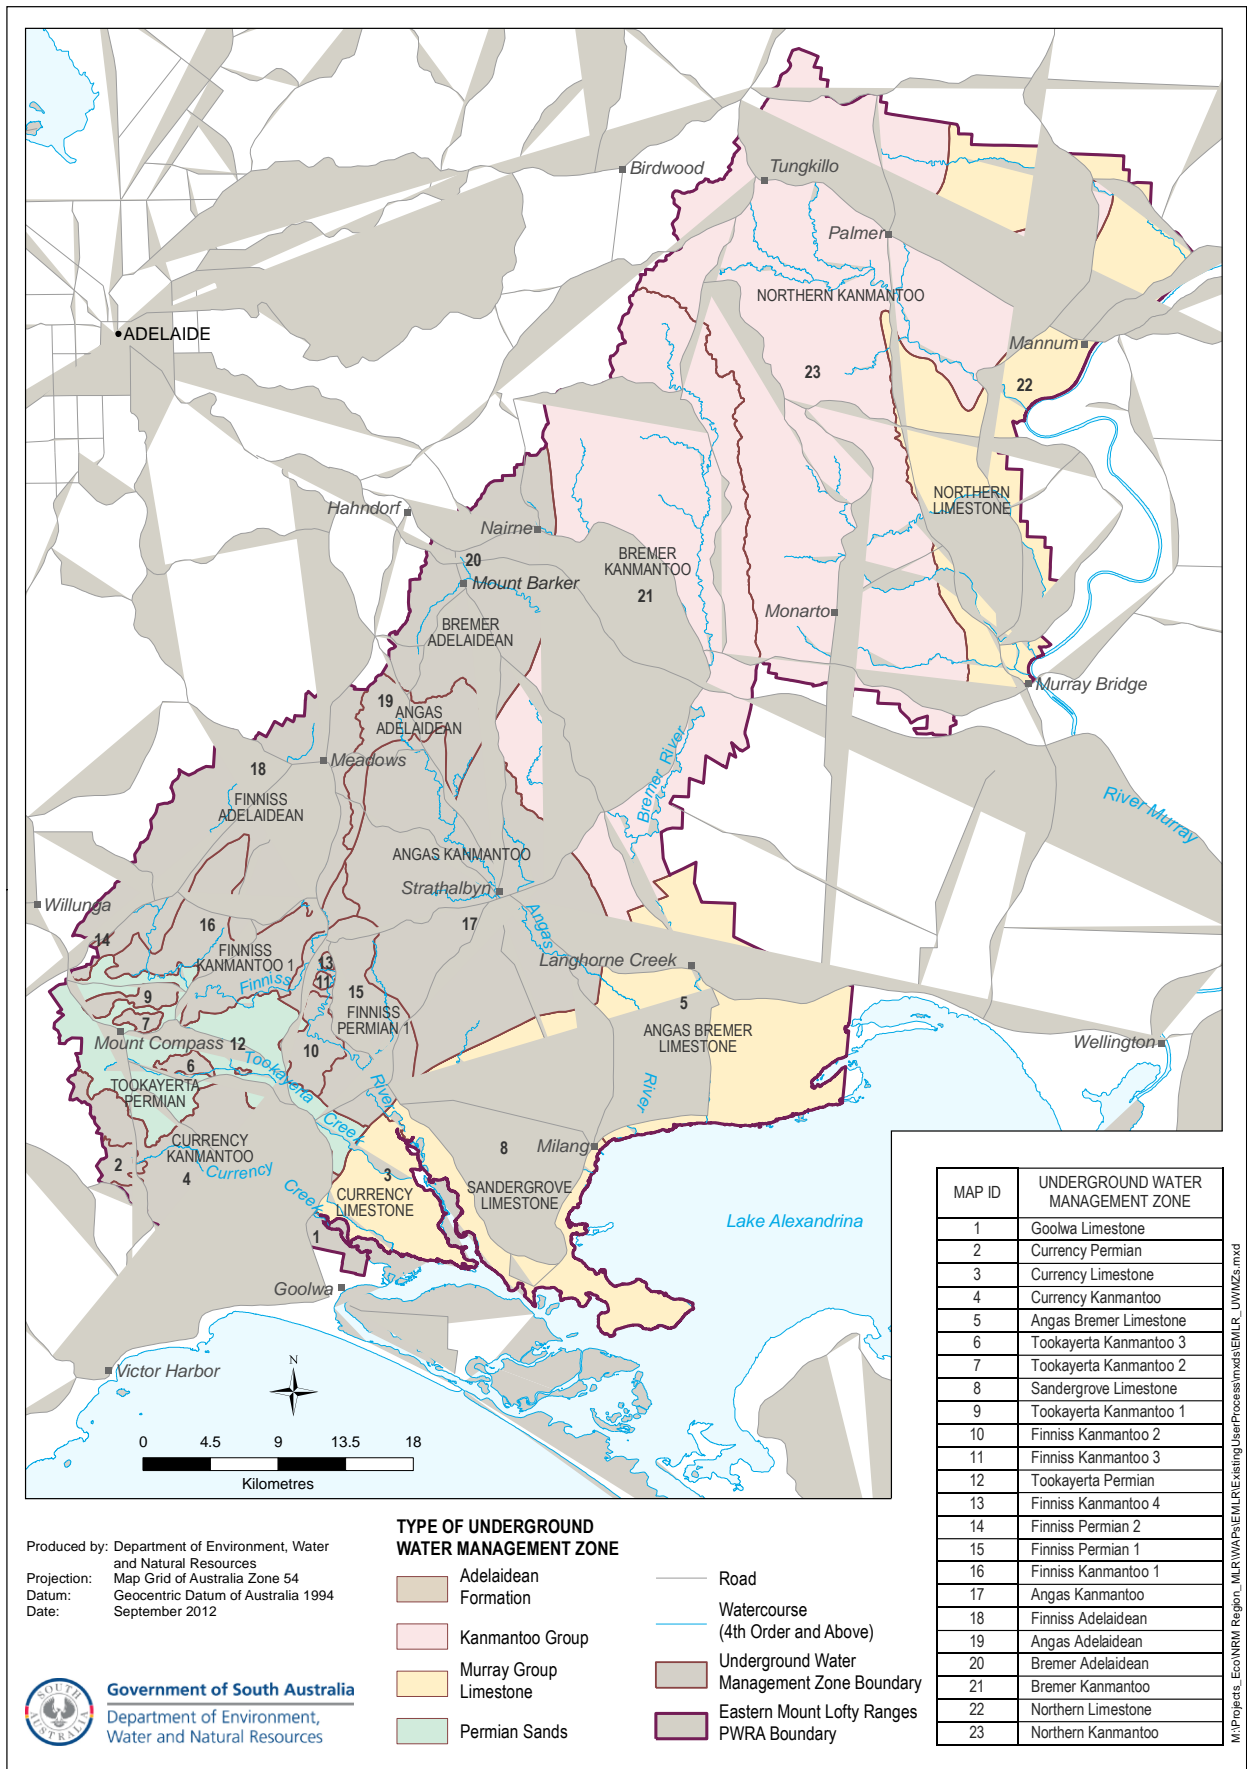 Birdwood
Tungkillo
Palmer
NORTHERN KANMANTOO
ADELAIDE
Mannum
23
22
NORTHERN
LIMESTONE
Hahndorf
Nairne
20
BREMER
KANMANTOO
Mount Barker
21
Monarto
BREMER
ADELAIDEAN
Murray Bridge
19
ANGAS
ADELAIDEAN
Bremer River
Meadows
18
FINNISS
ADELAIDEAN
River Murray
ANGAS KANMANTOO
Strathalbyn
Willunga
16
17
Angas
14
FINNISS
KANMANTOO 1
13
Langhorne Creek
11
Finniss
15
9
5
FINNISS
PERMIAN 1
7
ANGAS BREMER
LIMESTONE
Mount Compass
12
10
Wellington
6
Tookayerta
TOOKAYERTA
PERMIAN
River
River
Creek
CURRENCY
KANMANTOO
8
Milang
2
4
Currency
3
Creek
CURRENCY
LIMESTONE
SANDERGROVE
LIMESTONE
Lake Alexandrina
1
Goolwa
Victor Harbor
N
0 4.5 9 13.5 18
Kilometres
MAP ID UNDERGROUND WATER
MANAGEMENT ZONE
1 Goolwa Limestone
2 Currency Permian
3 Currency Limestone
4 Currency Kanmantoo
5 Angas Bremer Limestone
6 Tookayerta Kanmantoo 3
7 Tookayerta Kanmantoo 2
8 Sandergrove Limestone
9 Tookayerta Kanmantoo 1
10 Finniss Kanmantoo 2
11 Finniss Kanmantoo 3
12 Tookayerta Permian
13 Finniss Kanmantoo 4
14 Finniss Permian 2
15 Finniss Permian 1
16 Finniss Kanmantoo 1
17 Angas Kanmantoo
18 Finniss Adelaidean
19 Angas Adelaidean
20 Bremer Adelaidean
21 Bremer Kanmantoo
22 Northern Limestone
23 Northern Kanmantoo
M:\Projects_Eco\NRM Region_MLR\WAPs\EMLR\ExistingUserProcess\mxds\EMLR_UWMZs.mxd
Produced by: Department of Environment, Water
and Natural Resources
Projection: Map Grid of Australia Zone 54
Datum: Geocentric Datum of Australia 1994
Date: September 2012
SOUTH
AUSTRALIA
Government of South Australia
Department of Environment,
Water and Natural Resources
TYPE OF UNDERGROUND
WATER MANAGEMENT ZONE
Adelaidean
Formation
Kanmantoo Group
Murray Group
Limestone
Permian Sands
Road
Watercourse
(4th Order and Above)
Underground Water
Management Zone Boundary
Eastern Mount Lofty Ranges
PWRA Boundary